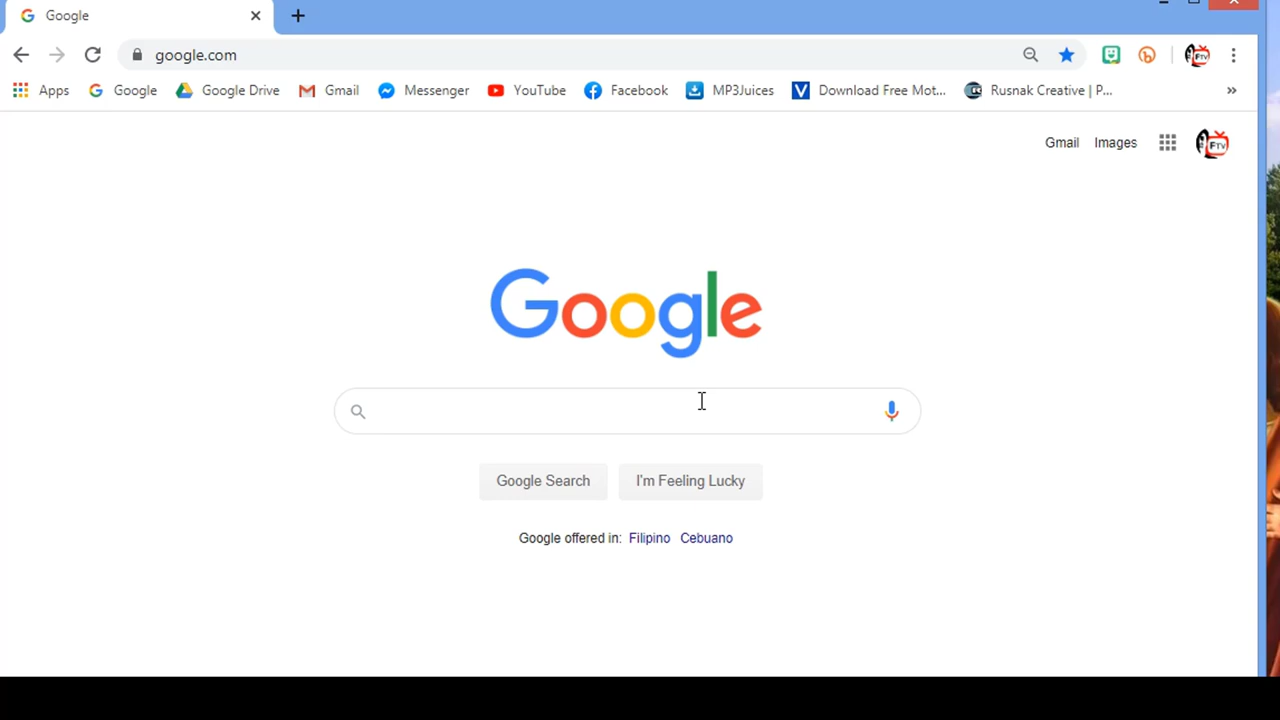 Google
google.com
Apps Google Google Drive Gmail Messenger YouTube Facebook MP3Juices Download Free Mot... Rusnak Creative | P... »
Gmail Images FTV
Google
Google Search I'm Feeling Lucky
Google offered in: Filipino Cebuano